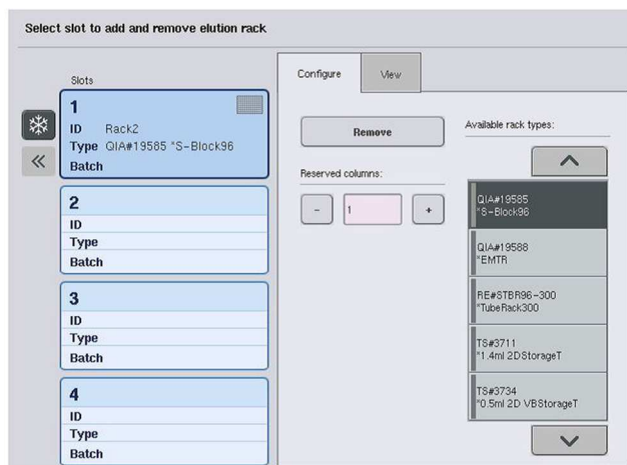 Select slot to add and remove elution rack
Slots
1
ID Rack2
Type QIA#19585 *S-Block96
Batch
2
ID
Type
Batch
3
ID
Type
Batch
4
ID
Type
Batch
Configure View
Remove
Reserved columns:
- 1 +
Available rack types:
QIA#19585
*S-Block96
QIA#19588
*EMTR
RE#STBR96-300
*TubeRack300
TS#3711
*1.4ml 2DStorageT
TS#3734
*0.5ml 2D VBStorageT